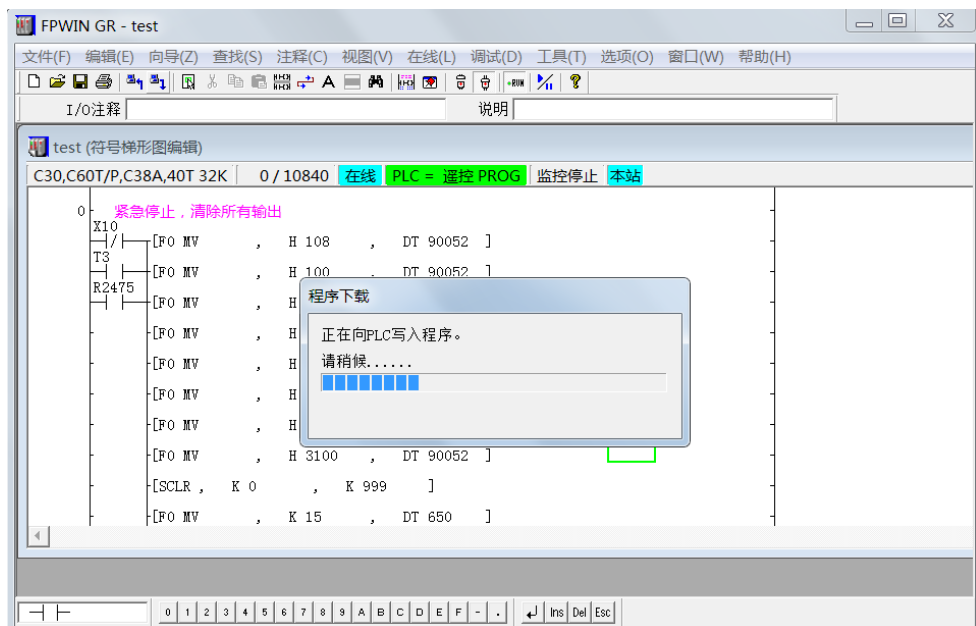 FPWIN GR - test
文件(F) 编辑(E) 向导(Z) 查找(S) 注释(C) 视图(V) 在线(L) 调试(D) 工具(T) 选项(O) 窗口(W) 帮助(H)
I/O注释 说明
test (符号梯形图编辑)
C30,C60T/P,C38A,40T 32K 0 / 10840 在线 PLC = 遥控 PROG 监控停止 本站
0 紧急停止，清除所有输出
X10
[F0 MV , H 108 , DT 90052 ]
T3
[F0 MV , H 100 , DT 90052 ]
R2475
[F0 MV , H
[F0 MV , H
[F0 MV , H
[F0 MV , H
[F0 MV , H
[F0 MV , H 3100 , DT 90052 ]
[SCLR , K 0 , K 999 ]
[F0 MV , K 15 , DT 650 ]
程序下载
正在向PLC写入程序。
请稍候......
0 1 2 3 4 5 6 7 8 9 A B C D E F - . Ins Del Esc